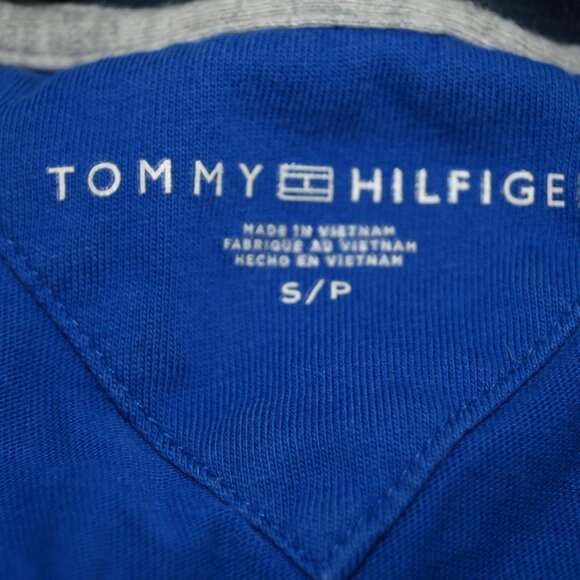 TOMMY HILFIGE
MADE IN VIETNAM
FABRIQUE AU VIETNAM
HECHO EN VIETNAM
S/P